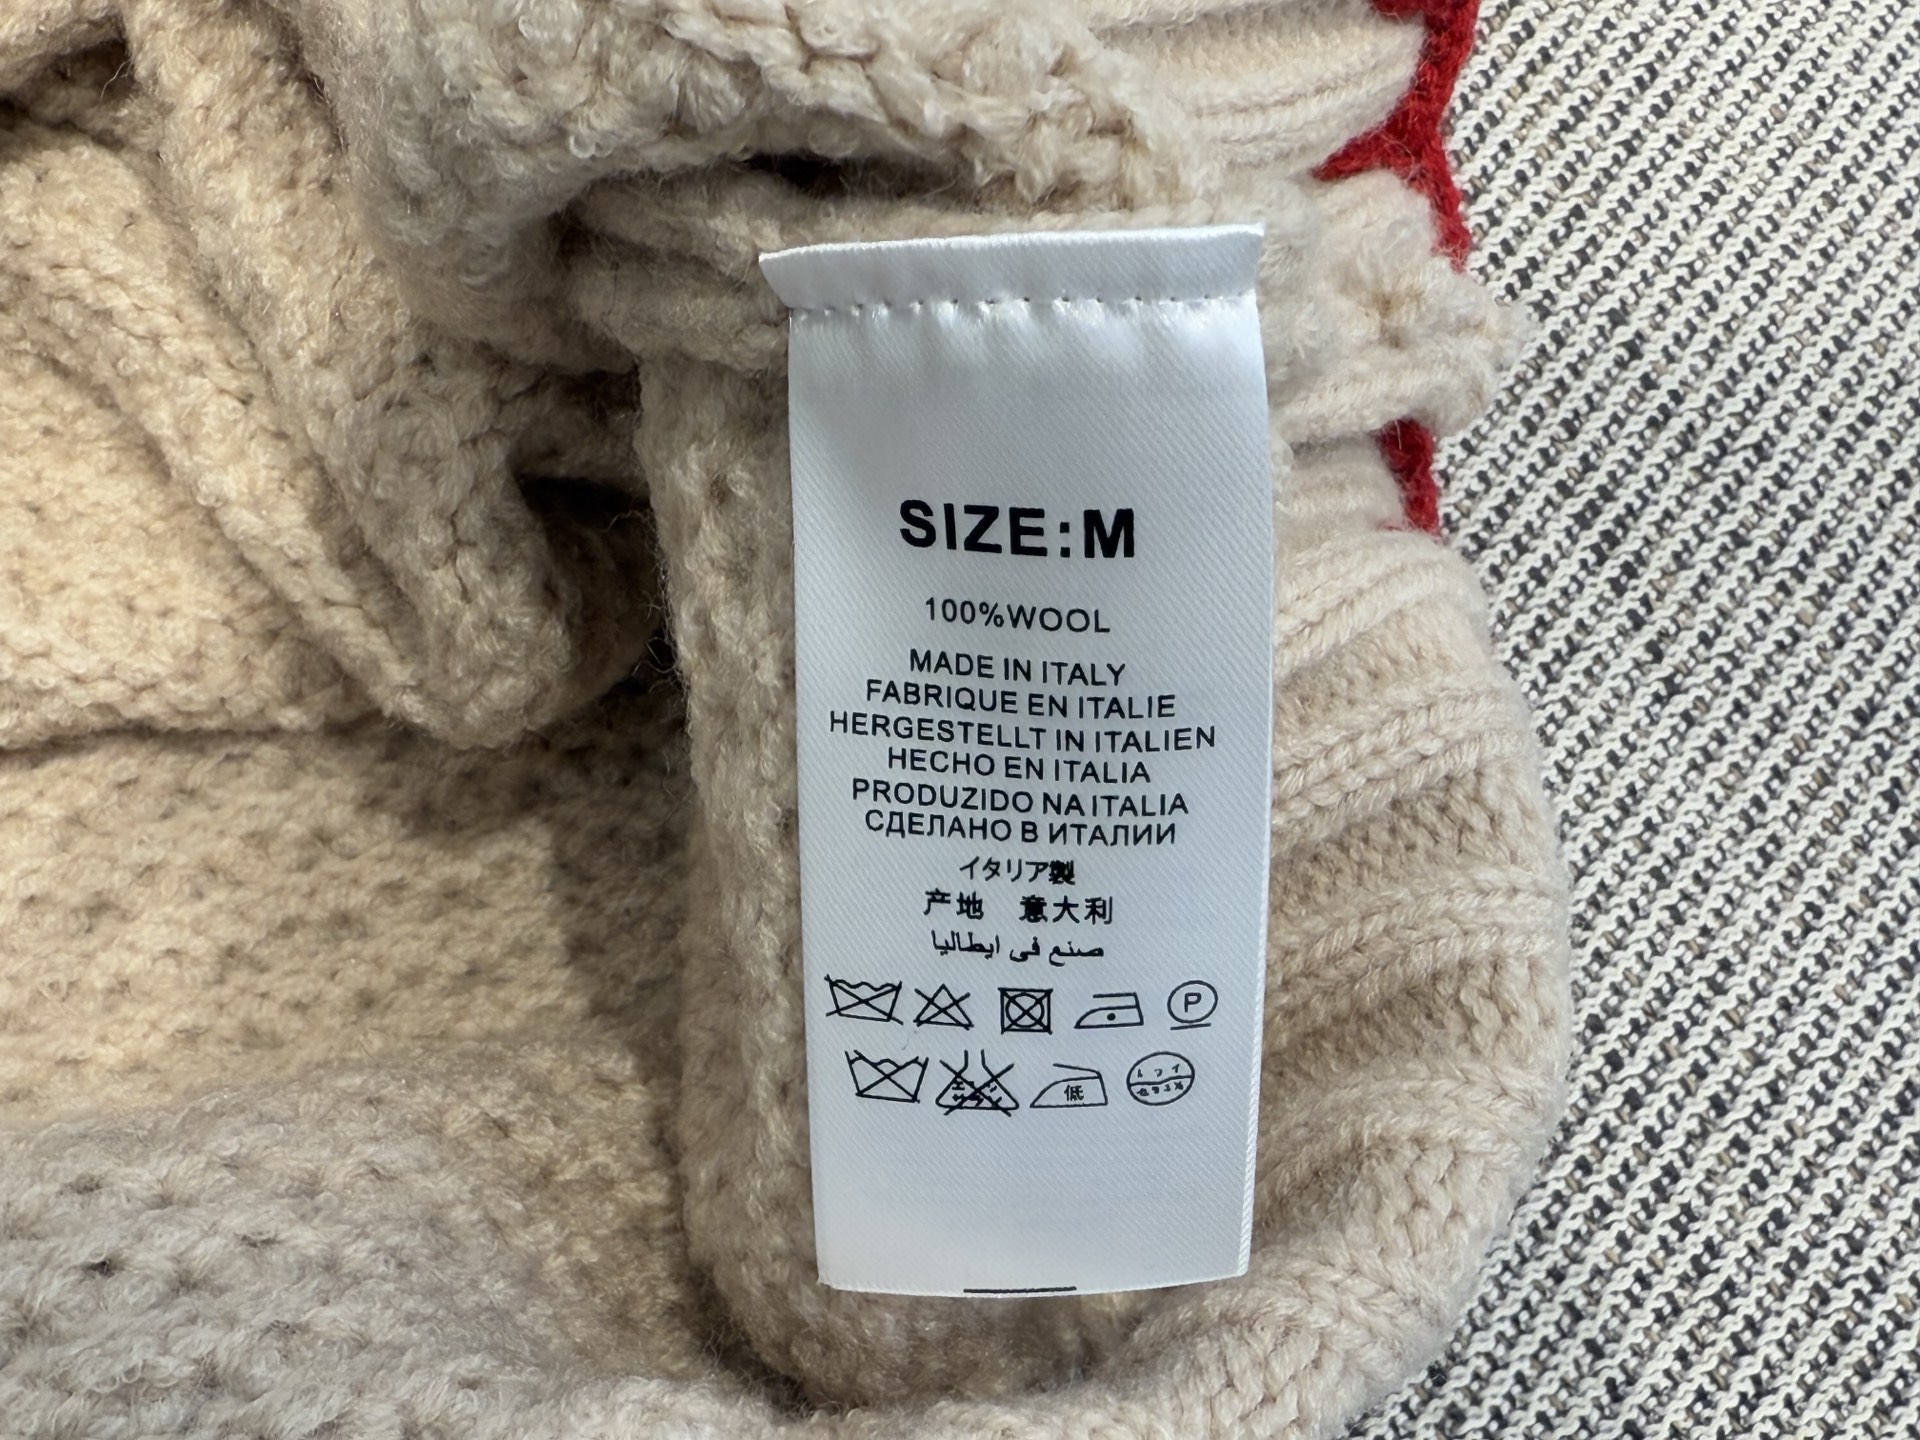 SIZE:M
100%WOOL
MADE IN ITALY
FABRIQUE EN ITALIE
HERGESTELLT IN ITALIEN
HECHO EN ITALIA
PRODUZIDO NA ITALIA
СДЕЛАНО В ИТАЛИИ
イタリア製
产地 意大利
صنع في ايطاليا
P
低